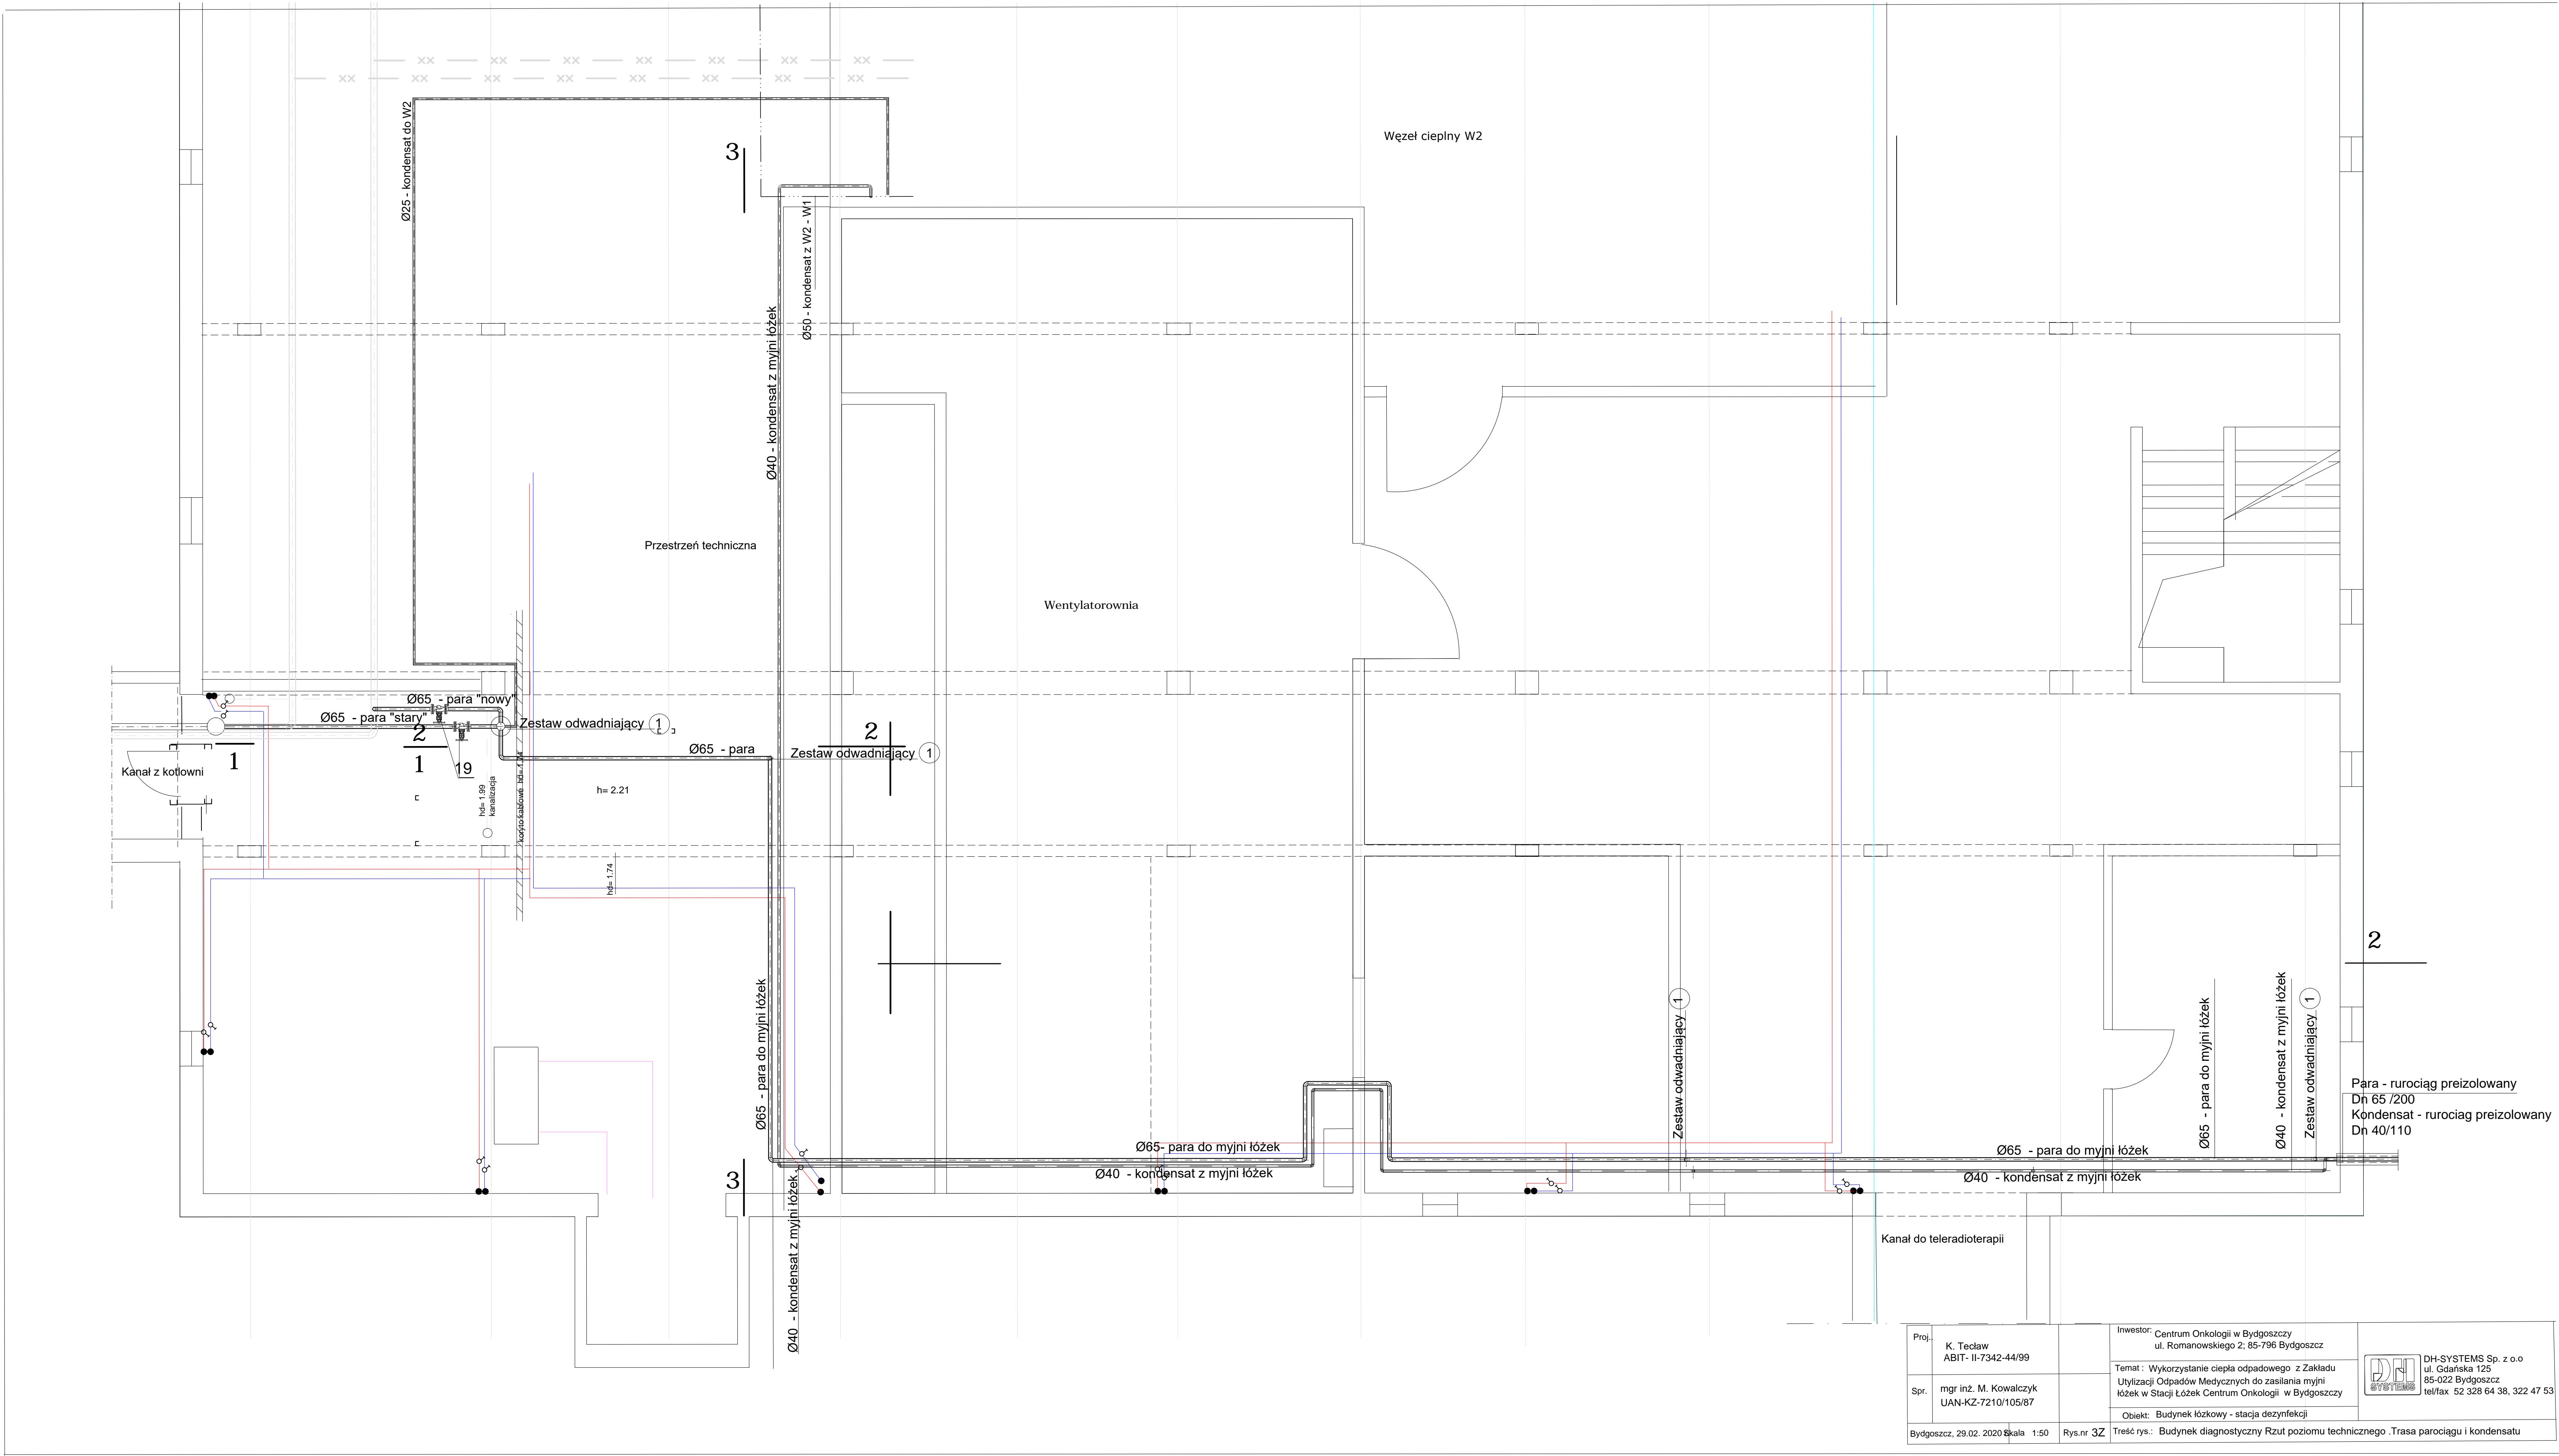 Węzeł cieplny W2
Ø25 - kondensat do W2
3
Ø50 - kondensat z W2 - W1
Ø40 - kondensat z myjni łóżek
Przestrzeń techniczna
Wentylatorownia
Ø65 - para "nowy"
Ø65 - para "stary"
Zestaw odwadniający 1
2
1
1
19
Kanał z kotłowni
hd= 1.99
kanalizacja
koryto kablowe hd= 1.74
Ø65 - para
h= 2.21
Zestaw odwadniający 1
2
hd= 1.74
2
Ø65 - para do myjni łóżek
Zestaw odwadniający 1
Ø65 - para do myjni łóżek
Ø40 - kondensat z myjni łóżek
Zestaw odwadniający 1
Para - rurociąg preizolowany
Dn 65 /200
Kondensat - rurociag preizolowany
Dn 40/110
Ø65- para do myjni łóżek
Ø40 - kondensat z myjni łóżek
Ø65 - para do myjni łóżek
Ø40 - kondensat z myjni łóżek
3
Ø40 - kondensat z myjni łóżek
Kanał do teleradioterapii
Proj..
K. Tecław
ABIT- II-7342-44/99
Spr.
mgr inż. M. Kowalczyk
UAN-KZ-7210/105/87
Bydgoszcz, 29.02. 2020
Skala 1:50
Rys.nr 3Z
Inwestor: Centrum Onkologii w Bydgoszczy
ul. Romanowskiego 2; 85-796 Bydgoszcz
Temat : Wykorzystanie ciepła odpadowego z Zakładu
Utylizacji Odpadów Medycznych do zasilania myjni
łóżek w Stacji Łóżek Centrum Onkologii w Bydgoszczy
Obiekt: Budynek łózkowy - stacja dezynfekcji
Treść rys.: Budynek diagnostyczny Rzut poziomu technicznego .Trasa parociągu i kondensatu
DH
SYSTEMS
DH-SYSTEMS Sp. z o.o
ul. Gdańska 125
85-022 Bydgoszcz
tel/fax 52 328 64 38, 322 47 53